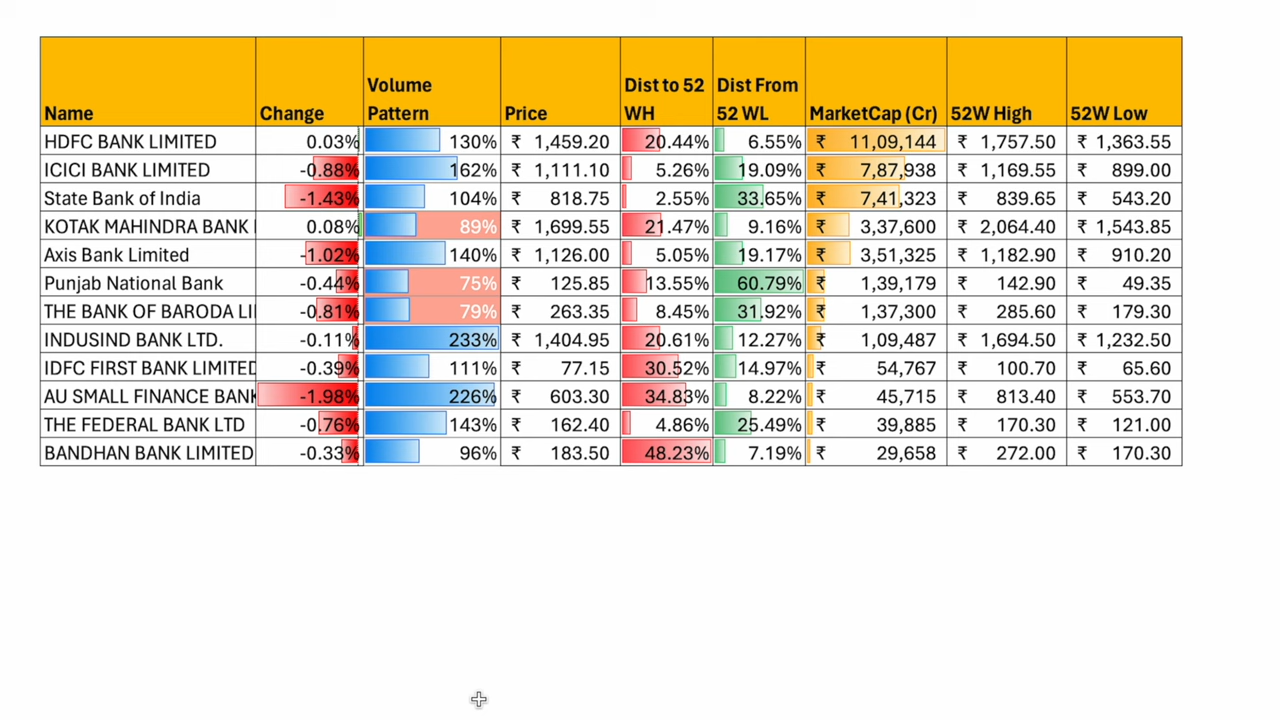 Name Change Volume Pattern Price Dist to 52 WH Dist From 52 WL MarketCap (Cr) 52W High 52W Low
HDFC BANK LIMITED 0.03% 130% ₹ 1,459.20 20.44% 6.55% ₹ 11,09,144 ₹ 1,757.50 ₹ 1,363.55
ICICI BANK LIMITED -0.88% 162% ₹ 1,111.10 5.26% 19.09% ₹ 7,87,938 ₹ 1,169.55 ₹ 899.00
State Bank of India -1.43% 104% ₹ 818.75 2.55% 33.65% ₹ 7,41,323 ₹ 839.65 ₹ 543.20
KOTAK MAHINDRA BANK 0.08% 89% ₹ 1,699.55 21.47% 9.16% ₹ 3,37,600 ₹ 2,064.40 ₹ 1,543.85
Axis Bank Limited -1.02% 140% ₹ 1,126.00 5.05% 19.17% ₹ 3,51,325 ₹ 1,182.90 ₹ 910.20
Punjab National Bank -0.44% 75% ₹ 125.85 13.55% 60.79% ₹ 1,39,179 ₹ 142.90 ₹ 49.35
THE BANK OF BARODA LI -0.81% 79% ₹ 263.35 8.45% 31.92% ₹ 1,37,300 ₹ 285.60 ₹ 179.30
INDUSIND BANK LTD. -0.11% 233% ₹ 1,404.95 20.61% 12.27% ₹ 1,09,487 ₹ 1,694.50 ₹ 1,232.50
IDFC FIRST BANK LIMITED -0.39% 111% ₹ 77.15 30.52% 14.97% ₹ 54,767 ₹ 100.70 ₹ 65.60
AU SMALL FINANCE BANK -1.98% 226% ₹ 603.30 34.83% 8.22% ₹ 45,715 ₹ 813.40 ₹ 553.70
THE FEDERAL BANK LTD -0.76% 143% ₹ 162.40 4.86% 25.49% ₹ 39,885 ₹ 170.30 ₹ 121.00
BANDHAN BANK LIMITED -0.33% 96% ₹ 183.50 48.23% 7.19% ₹ 29,658 ₹ 272.00 ₹ 170.30